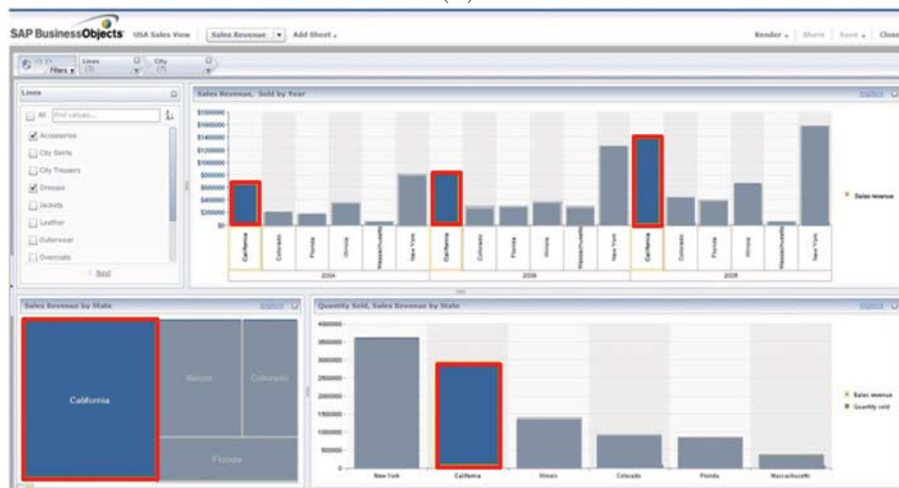 SAP BusinessObjects USA Sales View Sales Revenue Add Sheet Render Share Save Close
Filters Lines (3) City (7)
Lines
All find values...
Accessories
City Skirts
City Trousers
Dresses
Jackets
Leather
Outerwear
Overcoats
Next
Sales Revenue, Sold by Year
$1800000
$1600000
$1400000
$1200000
$1000000
$800000
$600000
$400000
$200000
$0
California Colorado Florida Illinois Massachusetts New York California Colorado Florida Illinois Massachusetts New York California Colorado Florida Illinois Massachusetts New York
2004
Sales revenue
Sales Revenue by State
California
Illinois
Colorado
Florida
Quantity Sold, Sales Revenue by State
4000000
3500000
3000000
2500000
2000000
1500000
1000000
500000
0
New York California Illinois Colorado Florida Massachusetts
Sales revenue
Quantity sold